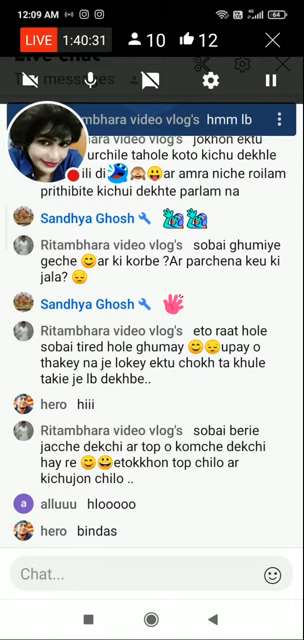 12:09 AM
64
LIVE 1:40:31 10 12
Live chat
messages
Ritambhara video vlog's hmm lb
bhara video vlog's jokhon ektu
urchile tahole koto kichu dekhle
ili di 🤣🙈😛ar amra niche roilam
prithibite kichui dekhte parlam na
Sandhya Ghosh
Ritambhara video vlog's sobai ghumiye
geche 😊ar ki korbe ?Ar parchena keu ki
jala? 😔
Sandhya Ghosh
Ritambhara video vlog's eto raat hole
sobai tired hole ghumay 😊😔upay o
thakey na je lokey ektu chokh ta khule
takie je lb dekhbe..
hero hiii
Ritambhara video vlog's sobai berie
jacche dekchi ar top o komche dekchi
hay re 😊😀etokkhon top chilo ar
kichujon chilo ..
a alluuu hlooooo
hero bindas
Chat...